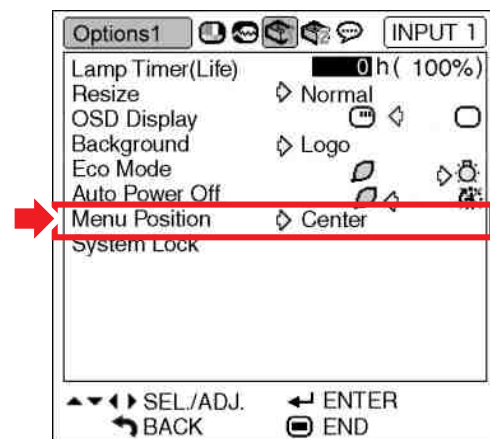 Options1 INPUT 1
Lamp Timer(Life) 0 h ( 100%)
Resize Normal
OSD Display
Background Logo
Eco Mode
Auto Power Off
Menu Position Center
System Lock
SEL./ADJ. ENTER
BACK END